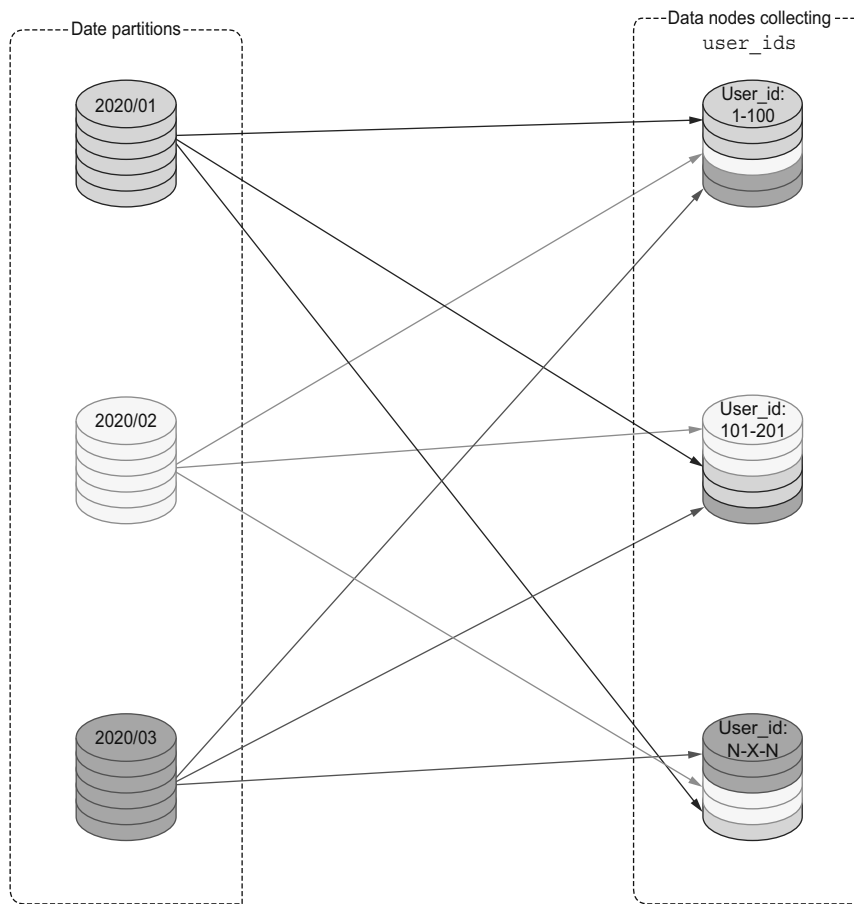 Date partitions
Data nodes collecting
user_ids
2020/01
User_id:
1-100
2020/02
User_id:
101-201
2020/03
User_id:
N-X-N